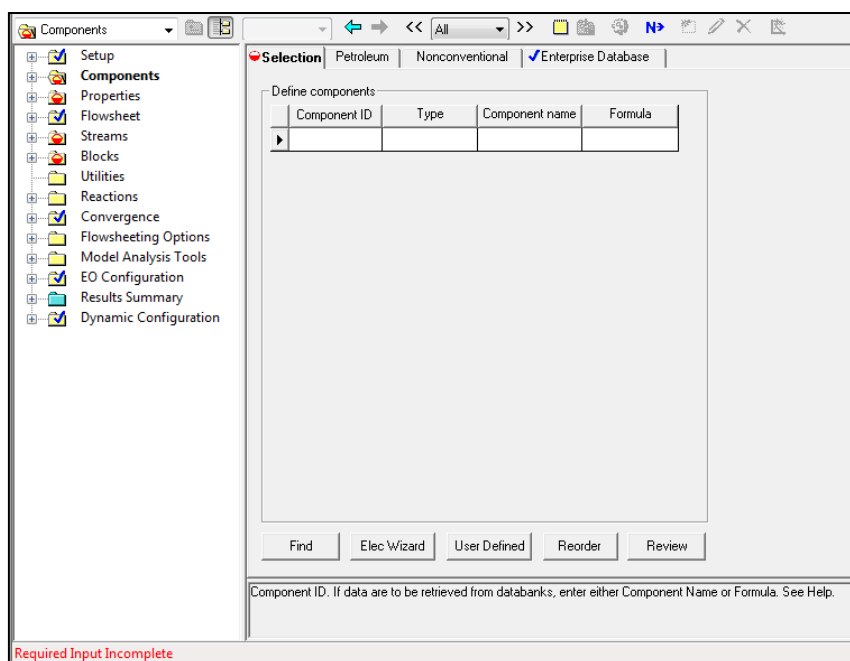 Components
<< All >> N>
Setup
Components
Properties
Flowsheet
Streams
Blocks
Utilities
Reactions
Convergence
Flowsheeting Options
Model Analysis Tools
EO Configuration
Results Summary
Dynamic Configuration
Selection Petroleum Nonconventional Enterprise Database
Define components
Component ID Type Component name Formula
Find Elec Wizard User Defined Reorder Review
Component ID. If data are to be retrieved from databanks, enter either Component Name or Formula. See Help.
Required Input Incomplete